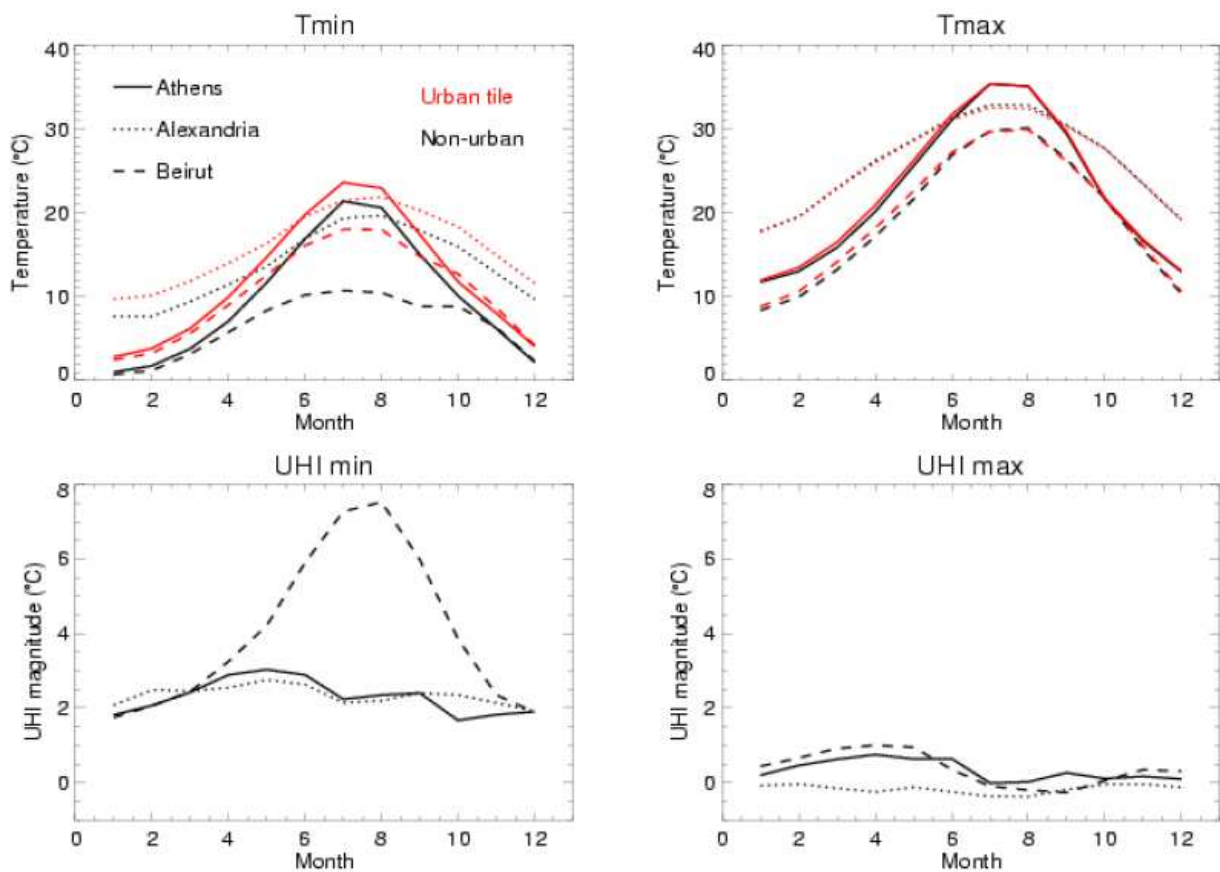 Tmin
40
30
20
10
0
Temperature (°C)
Athens
Alexandria
Beirut
Urban tile
Non-urban
0 2 4 6 8 10 12
Month
Tmax
40
30
20
10
0
Temperature (°C)
0 2 4 6 8 10 12
Month
UHI min
8
6
4
2
0
UHI magnitude (°C)
0 2 4 6 8 10 12
Month
UHI max
8
6
4
2
0
UHI magnitude (°C)
0 2 4 6 8 10 12
Month